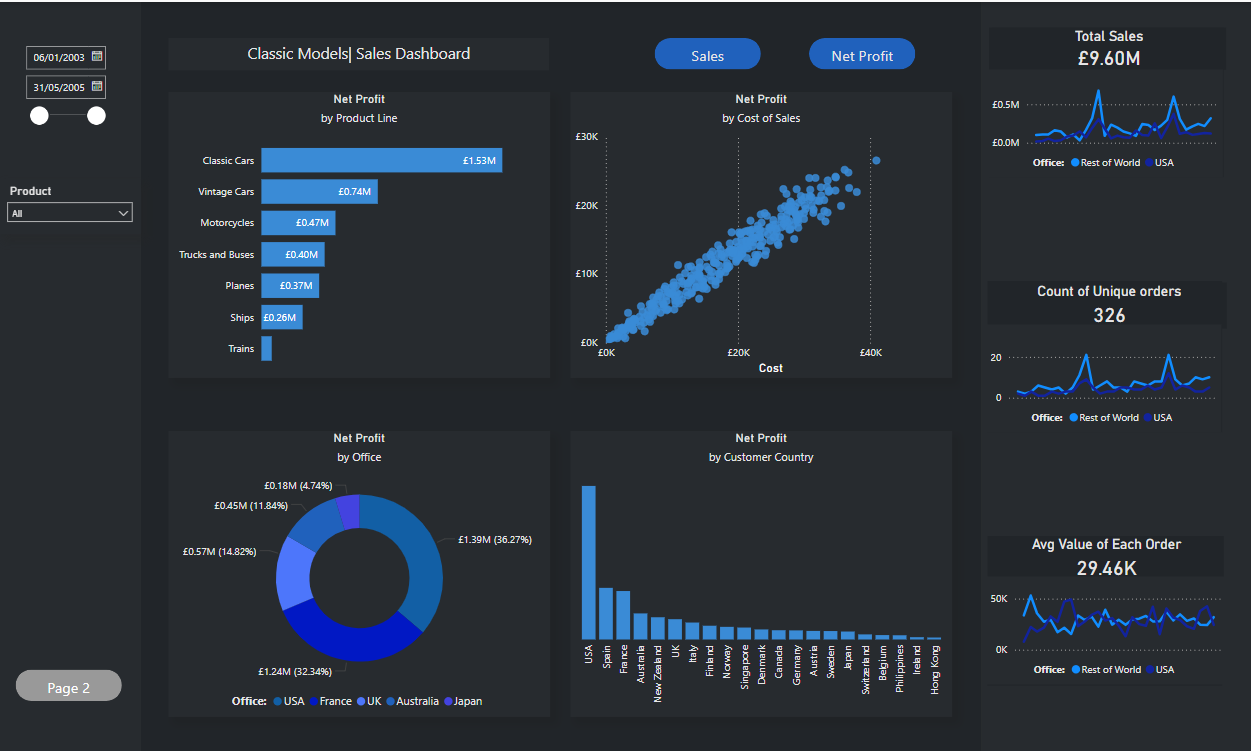 06/01/2003
31/05/2005
Product
All
Page 2
Classic Models| Sales Dashboard
Sales
Net Profit
Net Profit
by Product Line
Classic Cars
£1.53M
Vintage Cars
£0.74M
Motorcycles
£0.47M
Trucks and Buses
£0.40M
Planes
£0.37M
Ships
£0.26M
Trains
Net Profit
by Cost of Sales
£30K
£20K
£10K
£0K
£0K
£20K
£40K
Cost
Net Profit
by Office
£0.18M (4.74%)
£0.45M (11.84%)
£0.57M (14.82%)
£1.39M (36.27%)
£1.24M (32.34%)
Office: USA France UK Australia Japan
Net Profit
by Customer Country
USA
Spain
France
Australia
New Zealand
UK
Italy
Finland
Norway
Singapore
Denmark
Canada
Germany
Austria
Sweden
Japan
Switzerland
Belgium
Philippines
Ireland
Hong Kong
Total Sales
£9.60M
£0.5M
£0.0M
Office: Rest of World USA
Count of Unique orders
326
20
0
Office: Rest of World USA
Avg Value of Each Order
29.46K
50K
0K
Office: Rest of World USA